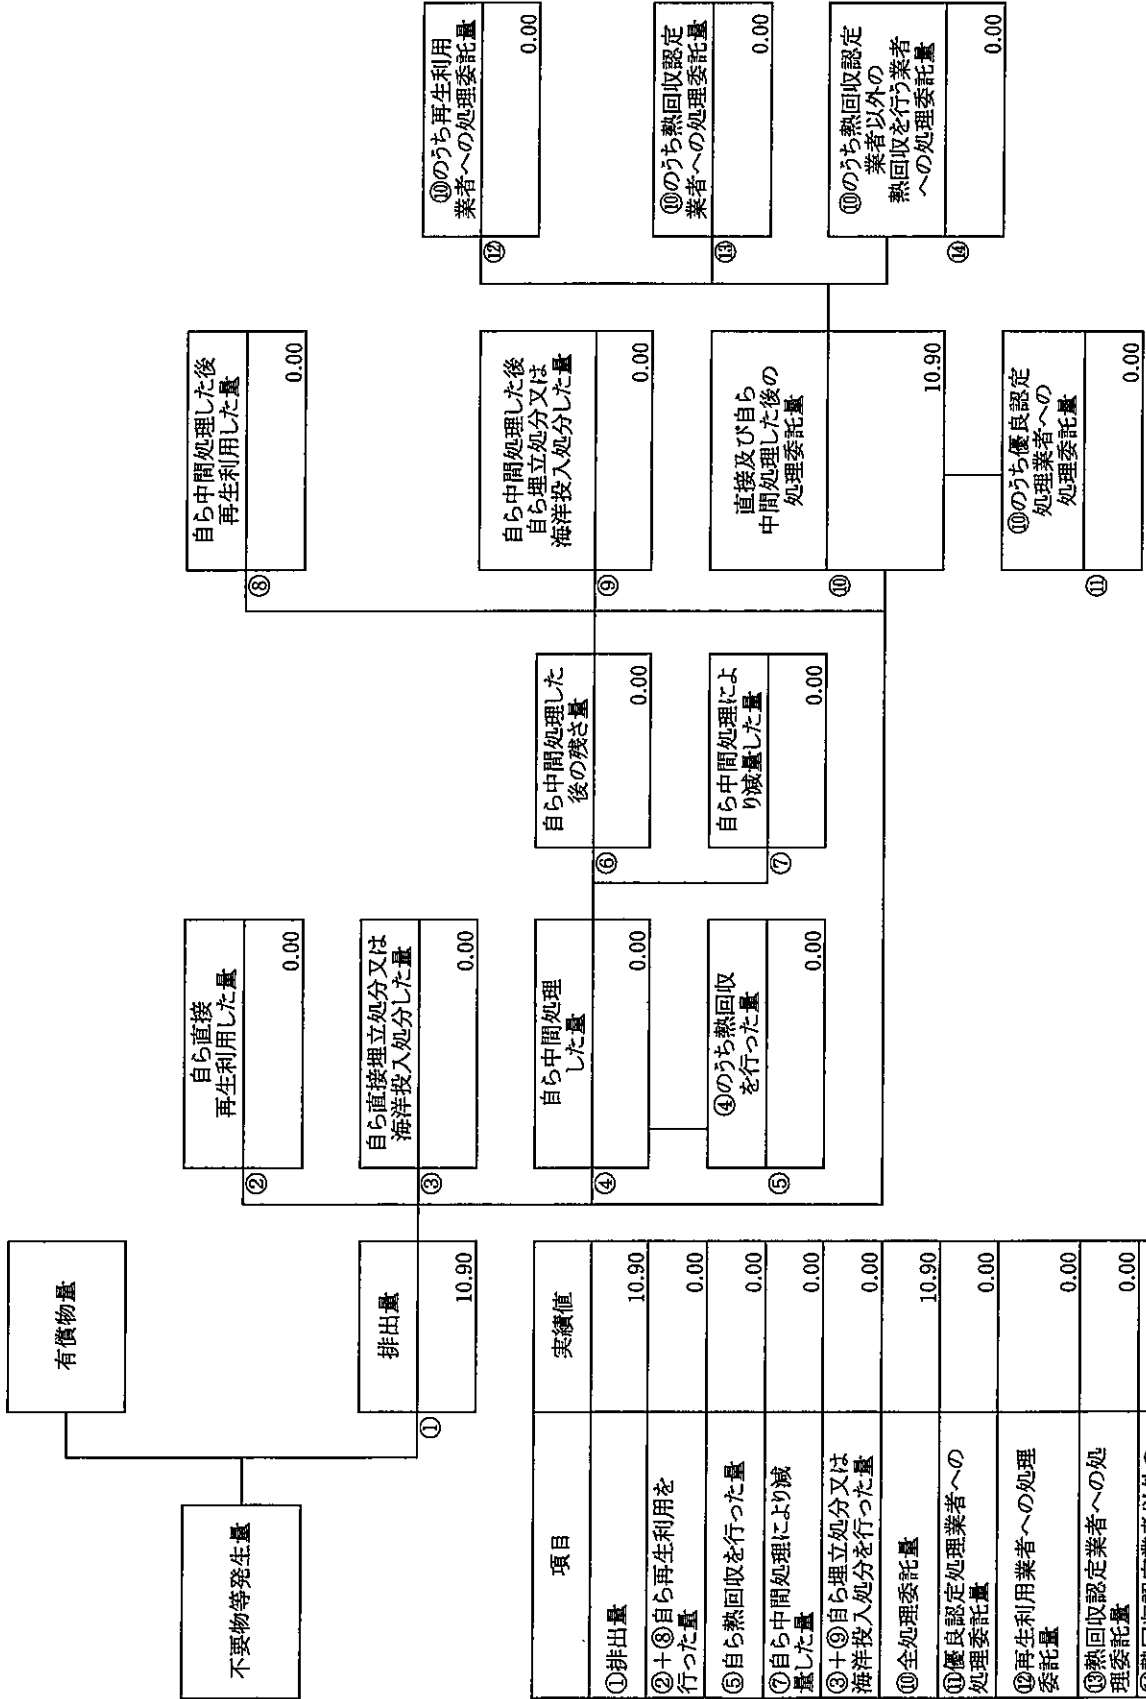 有償物量
不要物等発生量
排出量
①
10.90
自ら直接
再生利用した量
②
0.00
自ら直接埋立処分又は
海洋投入処分した量
③
0.00
自ら中間処理
した量
④
0.00
④のうち熱回収
を行った量
⑤
0.00
自ら中間処理した
後の残さ量
⑥
0.00
自ら中間処理によ
り減量した量
⑦
0.00
自ら中間処理した後
再生利用した量
⑧
0.00
自ら中間処理した後
自ら埋立処分又は
海洋投入処分した量
⑨
0.00
直接及び自ら
中間処理した後の
処理委託量
⑩
10.90
⑩のうち優良認定
処理業者への
処理委託量
⑪
0.00
⑩のうち再生利用
業者への処理委託量
⑫
0.00
⑩のうち熱回収認定
業者への処理委託量
⑬
0.00
⑩のうち熱回収認定
業者以外の
熱回収を行う業者
への処理委託量
⑭
0.00
項目 実績値
①排出量 10.90
②+⑧自ら再生利用を
行った量 0.00
⑤自ら熱回収を行った量 0.00
⑦自ら中間処理により減
量した量 0.00
③+⑨自ら埋立処分又は
海洋投入処分を行った量 0.00
⑩全処理委託量 10.90
⑪優良認定処理業者への
処理委託量 0.00
⑫再生利用業者への処理
委託量 0.00
⑬熱回収認定業者への処
理委託量 0.00